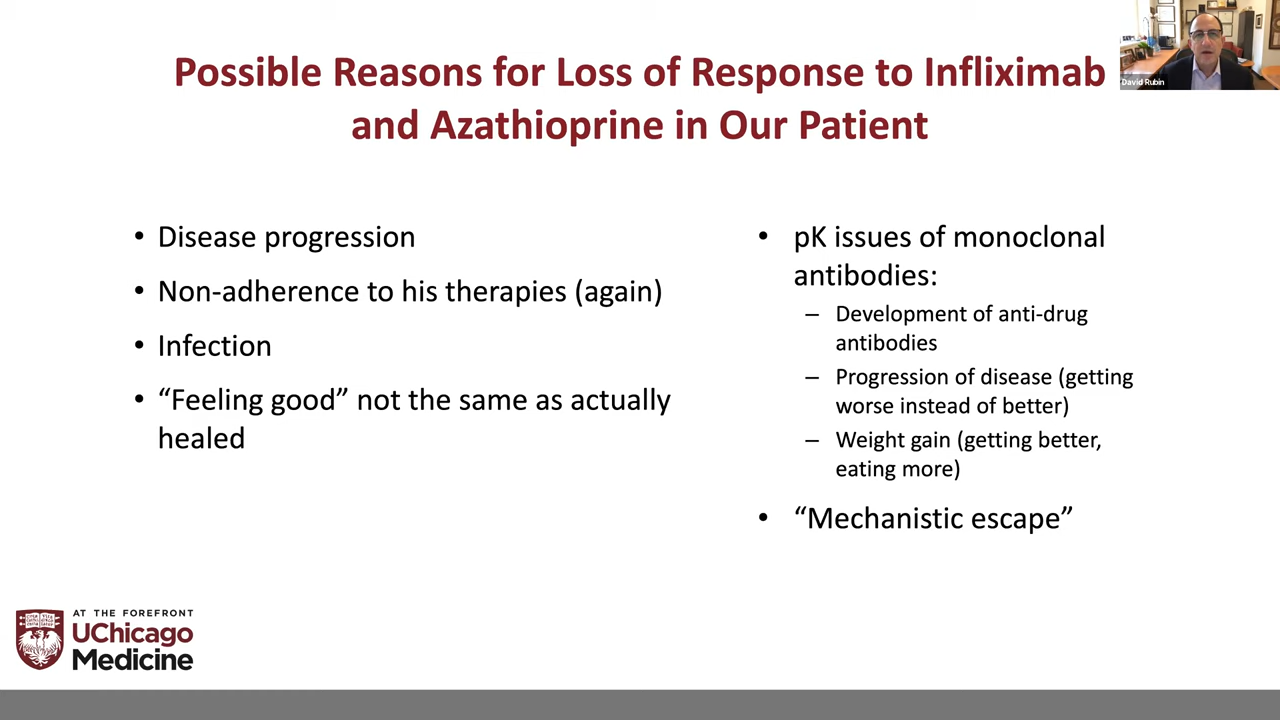 Possible Reasons for Loss of Response to Infliximab
and Azathioprine in Our Patient
David Rubin
• Disease progression
• Non-adherence to his therapies (again)
• Infection
• “Feeling good” not the same as actually
healed
• pK issues of monoclonal
antibodies:
– Development of anti-drug
antibodies
– Progression of disease (getting
worse instead of better)
– Weight gain (getting better,
eating more)
• “Mechanistic escape”
AT THE FOREFRONT
UChicago
Medicine